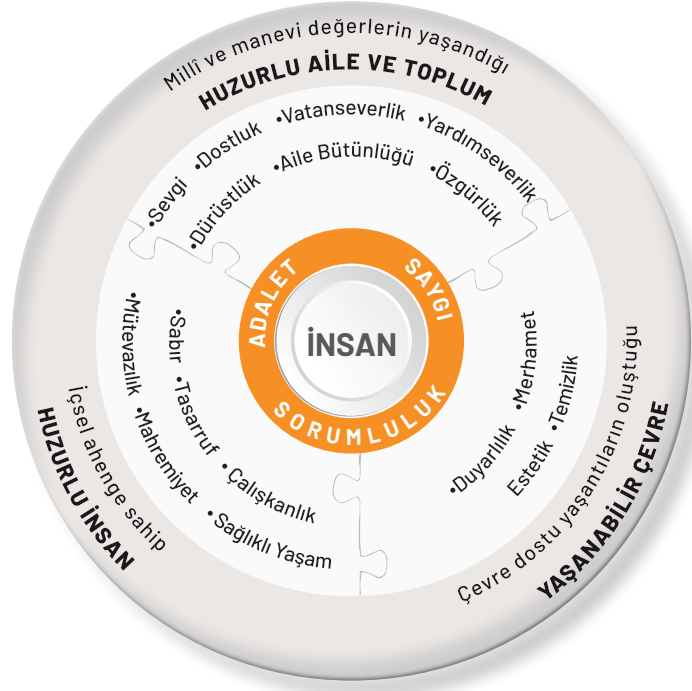 Millî ve manevi değerlerin yaşandığı
HUZURLU AİLE VE TOPLUM
•Sevgi •Dostluk •Vatanseverlik •Yardımseverlik
•Dürüstlük •Aile Bütünlüğü •Özgürlük
ADALET
SAYGI
SORUMLULUK
İNSAN
•Mütevazılık •Mahremiyet •Sağlıklı Yaşam
•Sabır •Tasarruf •Çalışkanlık
İçsel ahenge sahip
HUZURLU İNSAN
•Duyarlılık •Merhamet
Estetik •Temizlik
Çevre dostu yaşantıların oluştuğu
YAŞANABİLİR ÇEVRE